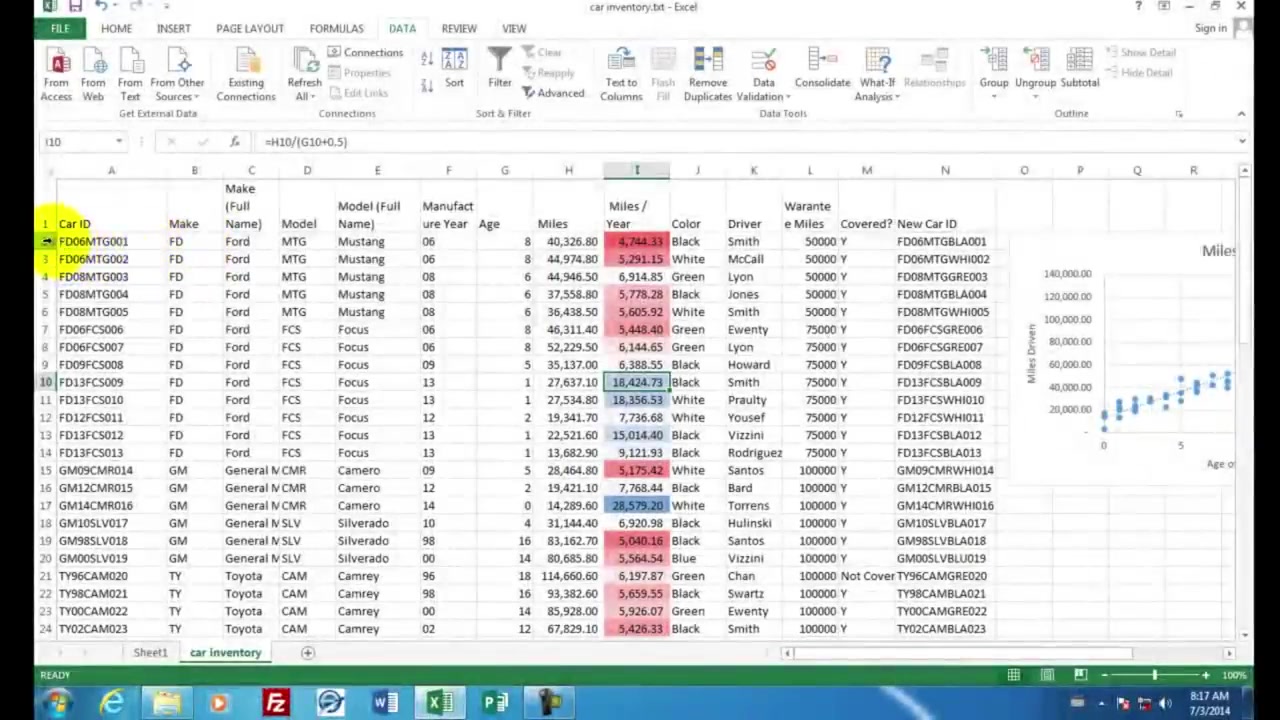 car inventory.txt - Excel
?
FILE HOME INSERT PAGE LAYOUT FORMULAS DATA REVIEW VIEW Sign in
From Access
From Web
From Text
From Other Sources
Get External Data
Existing Connections
Refresh All
Connections
Properties
Edit Links
Connections
Sort
Filter
Clear
Reapply
Advanced
Sort & Filter
Text to Columns
Flash Fill
Remove Duplicates
Data Validation
Consolidate
What-If Analysis
Relationships
Data Tools
Group
Ungroup
Subtotal
Show Detail
Hide Detail
Outline
I10 fx =H10/(G10+0.5)
A B C D E F G H I J K L M N O P Q R
1 Car ID Make Make (Full Name) Model Model (Full Name) Manufacture Year Age Miles Miles / Year Color Driver Warantee Miles Covered? New Car ID
FD06MTG001 FD Ford MTG Mustang 06 8 40,326.80 4,744.33 Black Smith 50000 Y FD06MTGBLA001
3 FD06MTG002 FD Ford MTG Mustang 06 8 44,974.80 5,291.15 White McCall 50000 Y FD06MTGWHI002
4 FD08MTG003 FD Ford MTG Mustang 08 6 44,946.50 6,914.85 Green Lyon 50000 Y FD08MTGGRE003
5 FD08MTG004 FD Ford MTG Mustang 08 6 37,558.80 5,778.28 Black Jones 50000 Y FD08MTGBLA004
6 FD08MTG005 FD Ford MTG Mustang 08 6 36,438.50 5,605.92 White Smith 50000 Y FD08MTGWHI005
7 FD06FCS006 FD Ford FCS Focus 06 8 46,311.40 5,448.40 Green Ewenty 75000 Y FD06FCSGRE006
8 FD06FCS007 FD Ford FCS Focus 06 8 52,229.50 6,144.65 Green Lyon 75000 Y FD06FCSGRE007
9 FD09FCS008 FD Ford FCS Focus 09 5 35,137.00 6,388.55 Black Howard 75000 Y FD09FCSBLA008
10 FD13FCS009 FD Ford FCS Focus 13 1 27,637.10 18,424.73 Black Smith 75000 Y FD13FCSBLA009
11 FD13FCS010 FD Ford FCS Focus 13 1 27,534.80 18,356.53 White Praulty 75000 Y FD13FCSWHI010
12 FD12FCS011 FD Ford FCS Focus 12 2 19,341.70 7,736.68 White Yousef 75000 Y FD12FCSWHI011
13 FD13FCS012 FD Ford FCS Focus 13 1 22,521.60 15,014.40 Black Vizzini 75000 Y FD13FCSBLA012
14 FD13FCS013 FD Ford FCS Focus 13 1 13,682.90 9,121.93 Black Rodriguez 75000 Y FD13FCSBLA013
15 GM09CMR014 GM General M CMR Camero 09 5 28,464.80 5,175.42 White Santos 100000 Y GM09CMRWHI014
16 GM12CMR015 GM General M CMR Camero 12 2 19,421.10 7,768.44 Black Bard 100000 Y GM12CMRBLA015
17 GM14CMR016 GM General M CMR Camero 14 0 14,289.60 28,579.20 White Torrens 100000 Y GM14CMRWHI016
18 GM10SLV017 GM General M SLV Silverado 10 4 31,144.40 6,920.98 Black Hulinski 100000 Y GM10SLVBLA017
19 GM98SLV018 GM General M SLV Silverado 98 16 83,162.70 5,040.16 Black Santos 100000 Y GM98SLVBLA018
20 GM00SLV019 GM General M SLV Silverado 00 14 80,685.80 5,564.54 Blue Vizzini 100000 Y GM00SLVBLU019
21 TY96CAM020 TY Toyota CAM Camrey 96 18 114,660.60 6,197.87 Green Chan 100000 Not Cover TY96CAMGRE020
22 TY98CAM021 TY Toyota CAM Camrey 98 16 93,382.60 5,659.55 Black Swartz 100000 Y TY98CAMBLA021
23 TY00CAM022 TY Toyota CAM Camrey 00 14 85,928.00 5,926.07 Green Ewenty 100000 Y TY00CAMGRE022
24 TY02CAM023 TY Toyota CAM Camrey 02 12 67,829.10 5,426.33 Black Smith 100000 Y TY02CAMBLA023
Miles
140,000.00
120,000.00
100,000.00
80,000.00
60,000.00
40,000.00
20,000.00
-
Miles Driven
0 5
Age o
Sheet1 car inventory
READY 100%
8:17 AM
7/3/2014